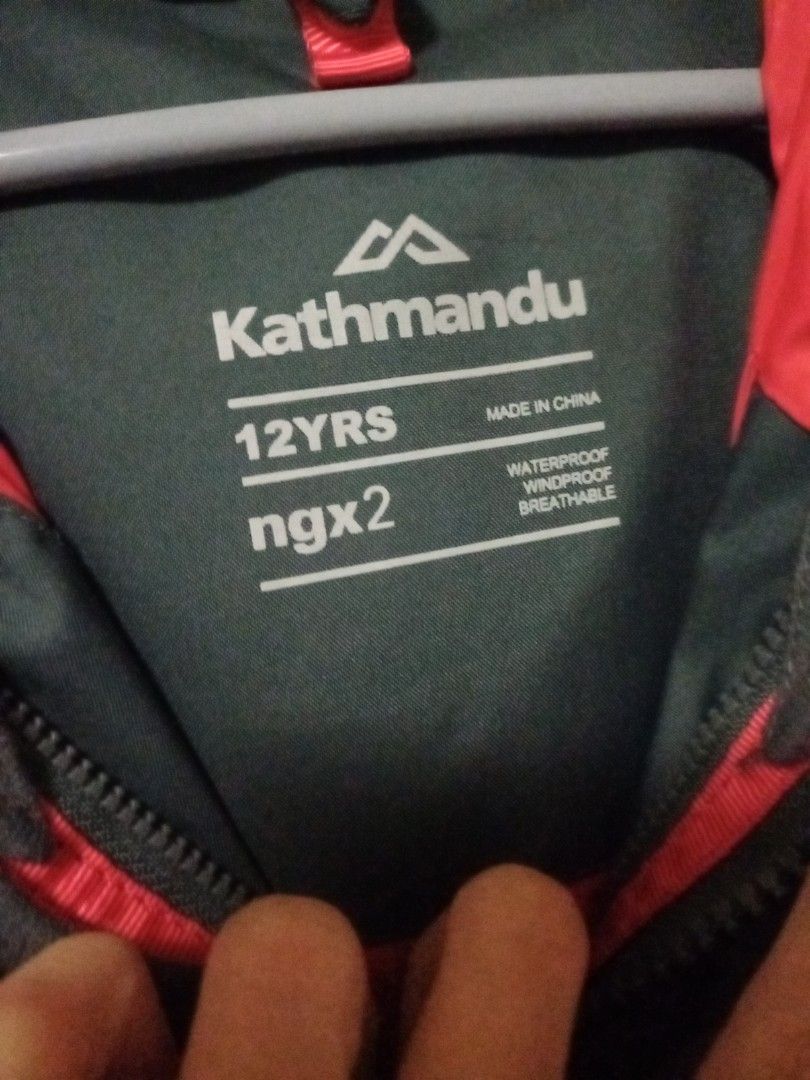 Kathmandu
12YRS
MADE IN CHINA
ngx2
WATERPROOF
WINDPROOF
BREATHABLE